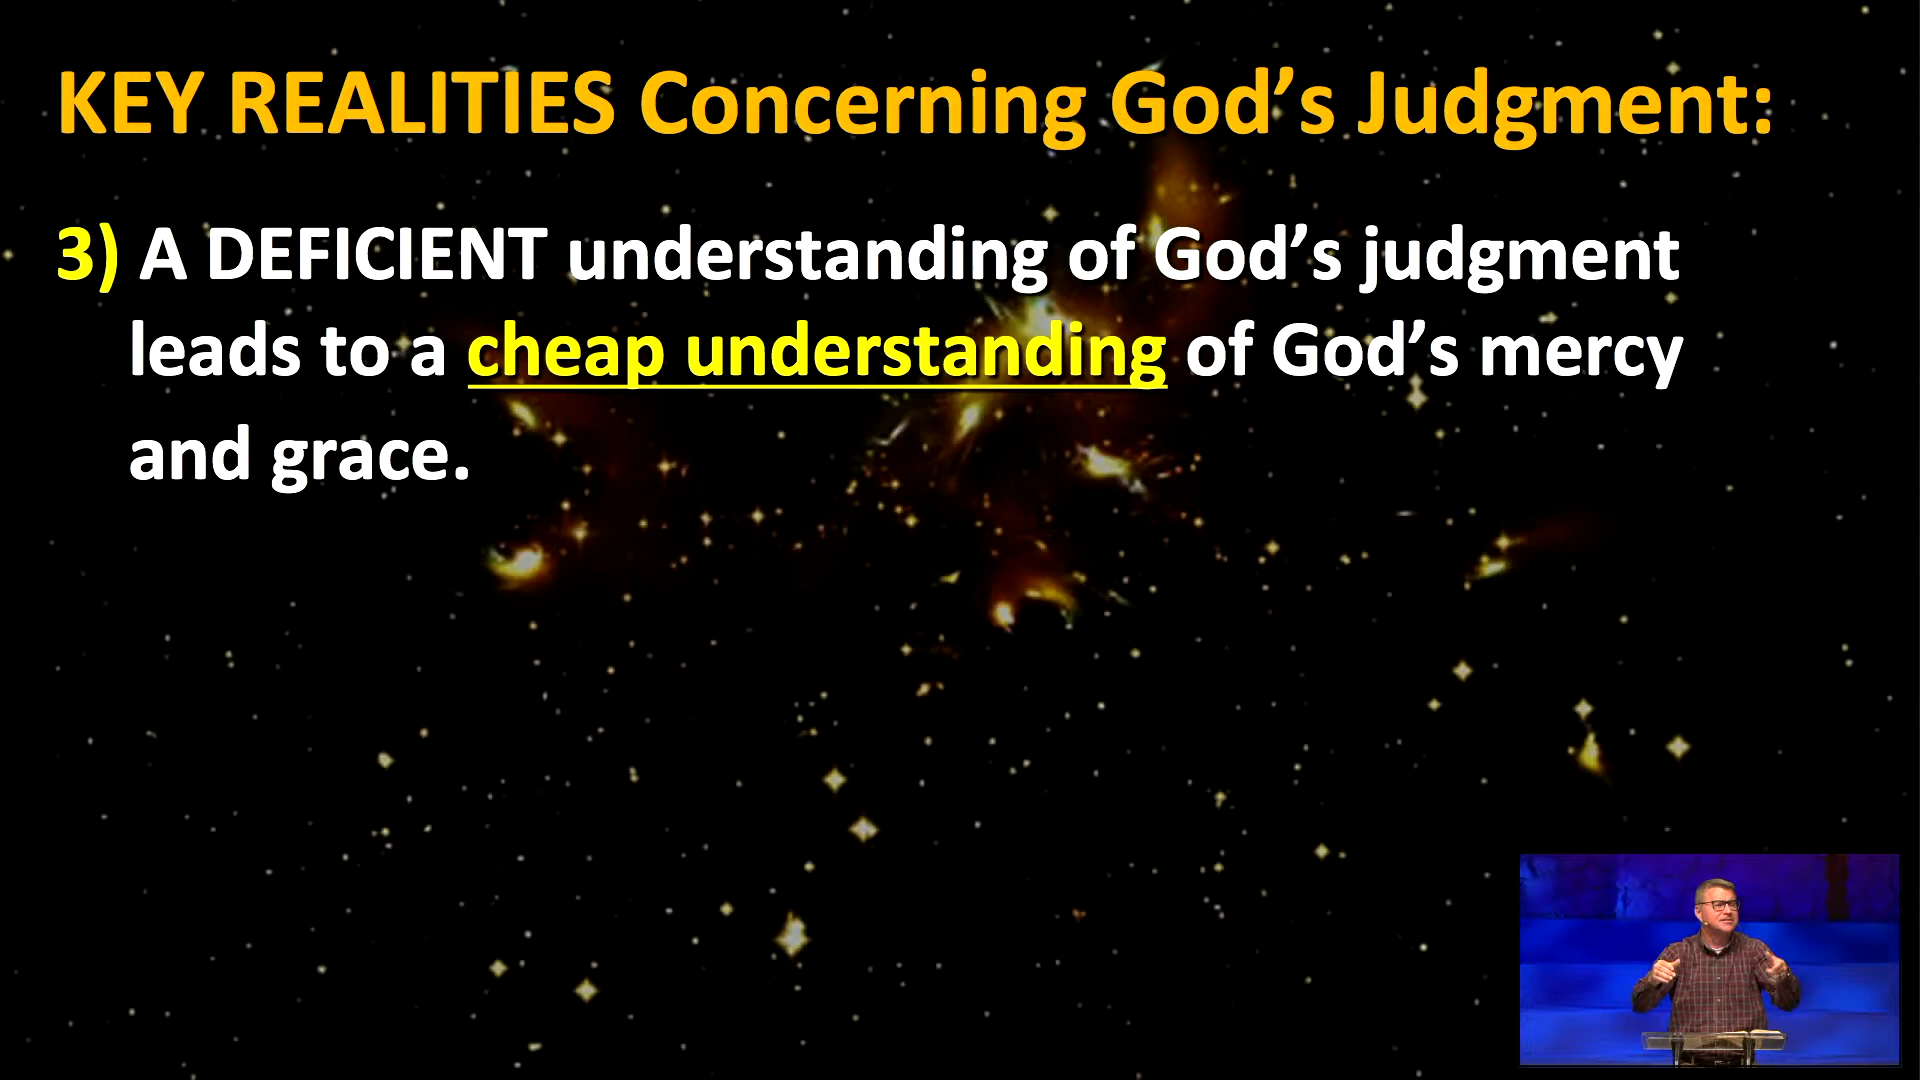 KEY REALITIES Concerning God’s Judgment:
3) A DEFICIENT understanding of God’s judgment
leads to a cheap understanding of God’s mercy
and grace.